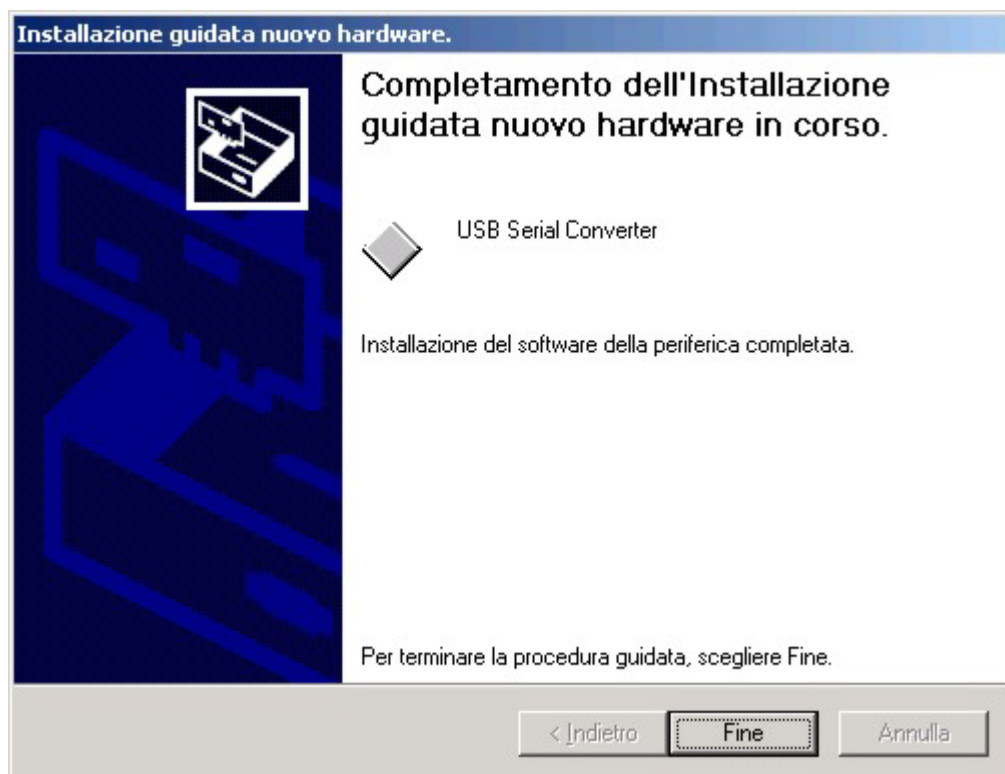 Installazione guidata nuovo hardware.
Completamento dell'Installazione
guidata nuovo hardware in corso.
USB Serial Converter
Installazione del software della periferica completata.
Per terminare la procedura guidata, scegliere Fine.
< Indietro
Fine
Annulla